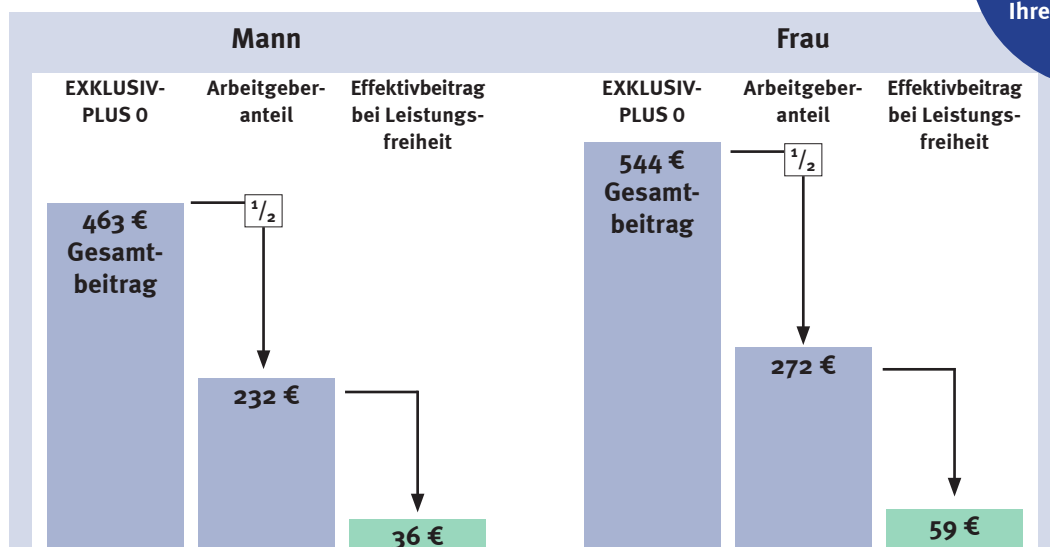 Ihre
Mann
EXKLUSIV-
PLUS 0
Arbeitgeber-
anteil
Effektivbeitrag
bei Leistungs-
freiheit
463 €
Gesamt-
beitrag
1/2
232 €
36 €
Frau
EXKLUSIV-
PLUS 0
Arbeitgeber-
anteil
Effektivbeitrag
bei Leistungs-
freiheit
544 €
Gesamt-
beitrag
1/2
272 €
59 €